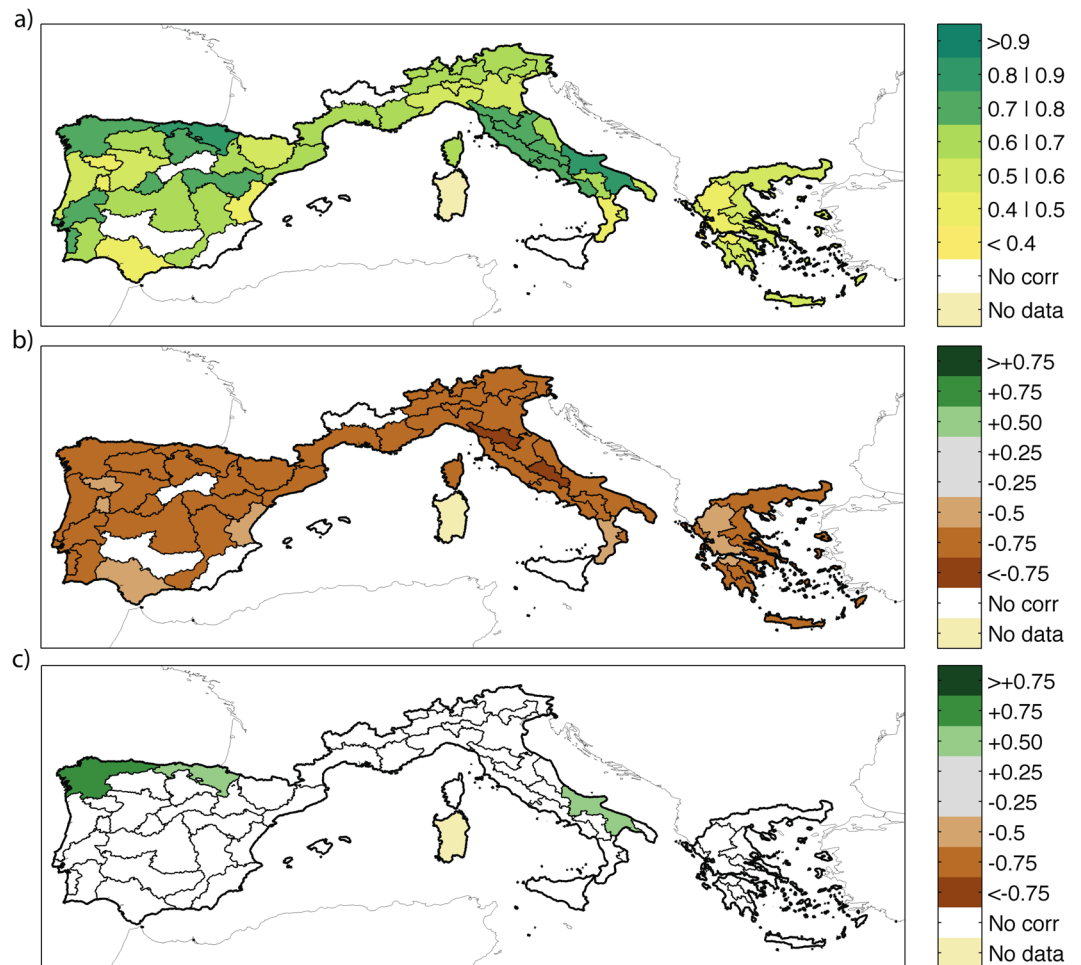 a)
>0.9
0.8 | 0.9
0.7 | 0.8
0.6 | 0.7
0.5 | 0.6
0.4 | 0.5
< 0.4
No corr
No data
b)
>+0.75
+0.75
+0.50
+0.25
-0.25
-0.5
-0.75
<-0.75
No corr
No data
c)
>+0.75
+0.75
+0.50
+0.25
-0.25
-0.5
-0.75
<-0.75
No corr
No data